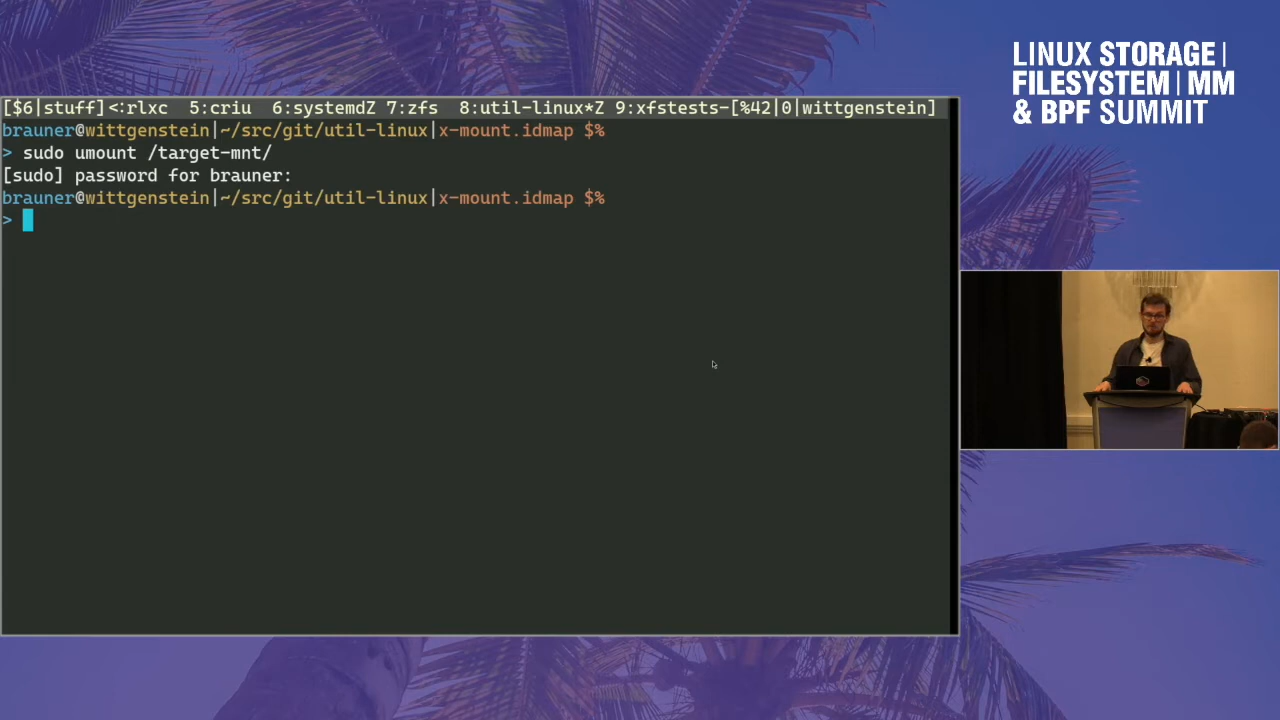 LINUX STORAGE |
FILESYSTEM | MM
& BPF SUMMIT
[$6|stuff]<:rlxc  5:criu  6:systemdZ 7:zfs  8:util-linux*Z 9:xfstests-[%42|0|wittgenstein]
brauner@wittgenstein|~/src/git/util-linux|x-mount.idmap $%
> sudo umount /target-mnt/
[sudo] password for brauner:
brauner@wittgenstein|~/src/git/util-linux|x-mount.idmap $%
>